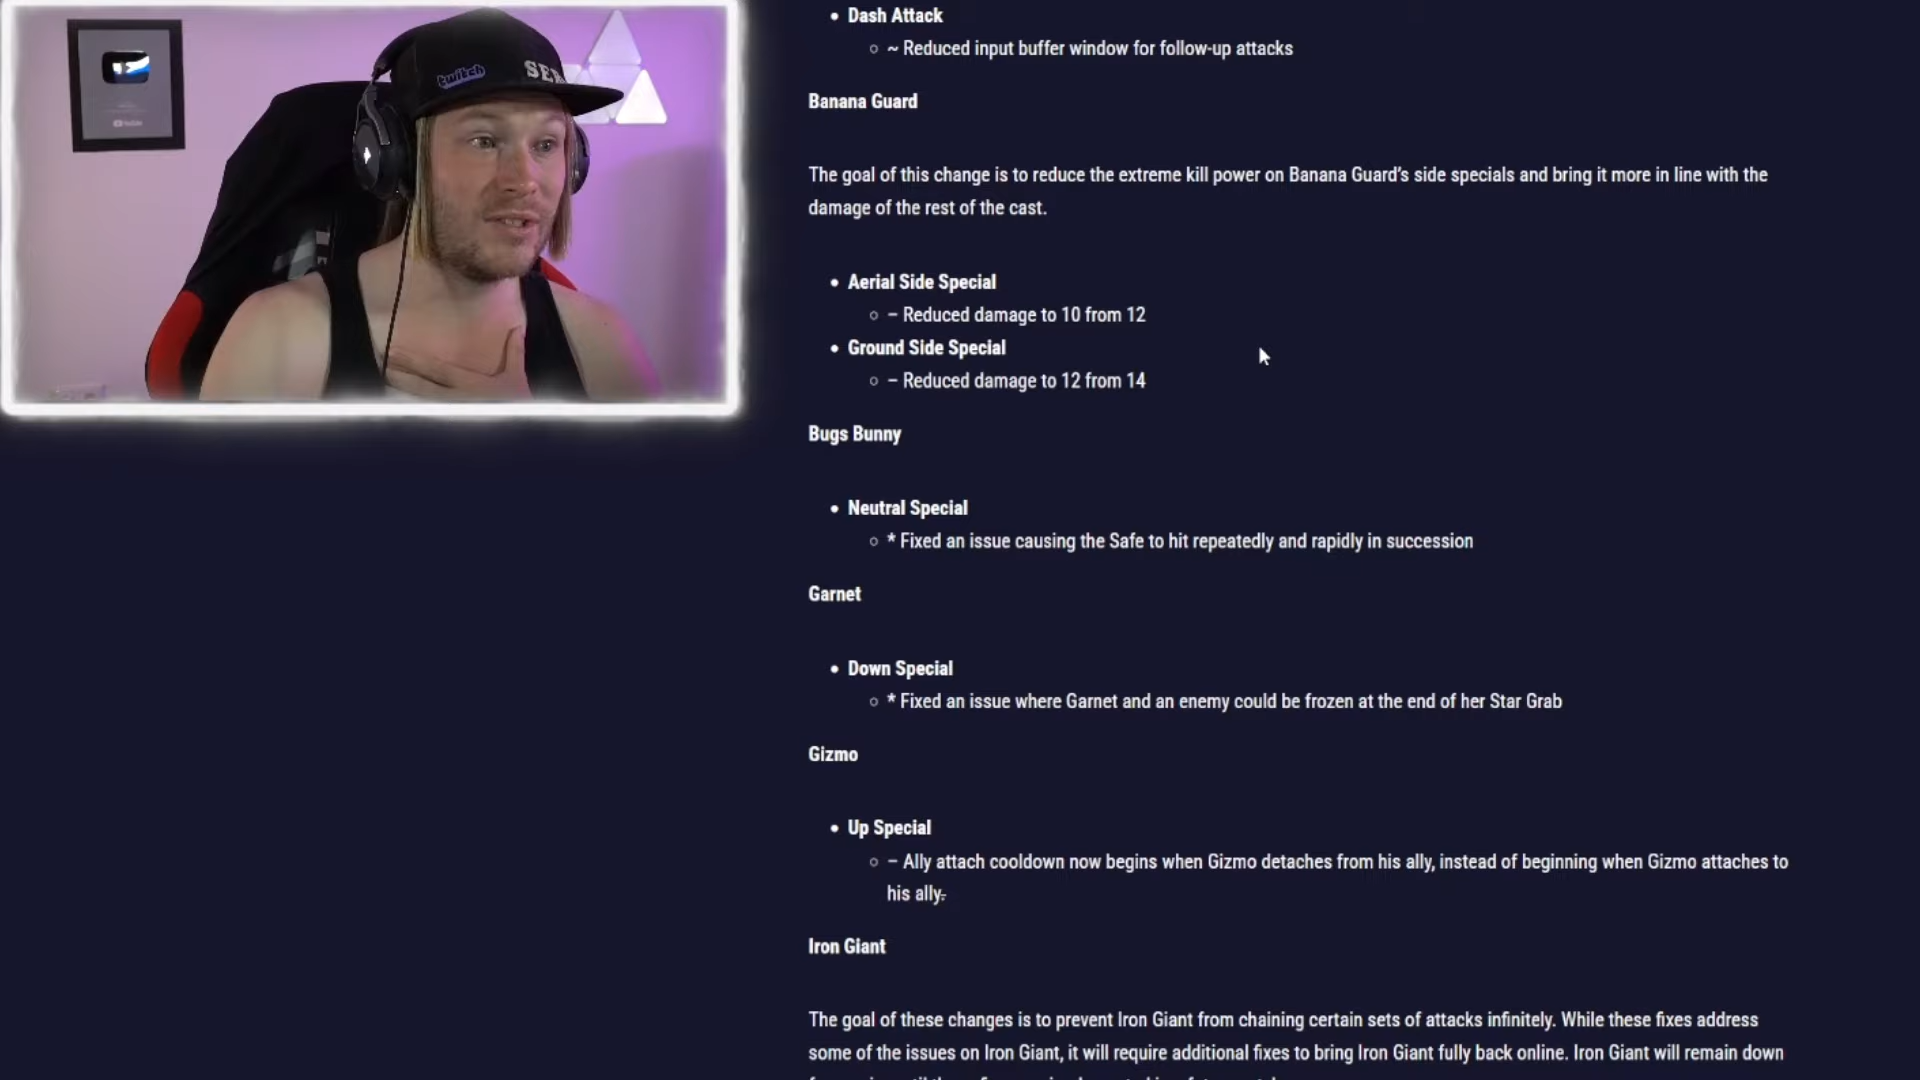 twitch
SER
YouTube
• Dash Attack
○ ~ Reduced input buffer window for follow-up attacks
Banana Guard
The goal of this change is to reduce the extreme kill power on Banana Guard's side specials and bring it more in line with the
damage of the rest of the cast.
• Aerial Side Special
○ – Reduced damage to 10 from 12
• Ground Side Special
○ – Reduced damage to 12 from 14
Bugs Bunny
• Neutral Special
○ * Fixed an issue causing the Safe to hit repeatedly and rapidly in succession
Garnet
• Down Special
○ * Fixed an issue where Garnet and an enemy could be frozen at the end of her Star Grab
Gizmo
• Up Special
○ – Ally attach cooldown now begins when Gizmo detaches from his ally, instead of beginning when Gizmo attaches to
his ally.
Iron Giant
The goal of these changes is to prevent Iron Giant from chaining certain sets of attacks infinitely. While these fixes address
some of the issues on Iron Giant, it will require additional fixes to bring Iron Giant fully back online. Iron Giant will remain down